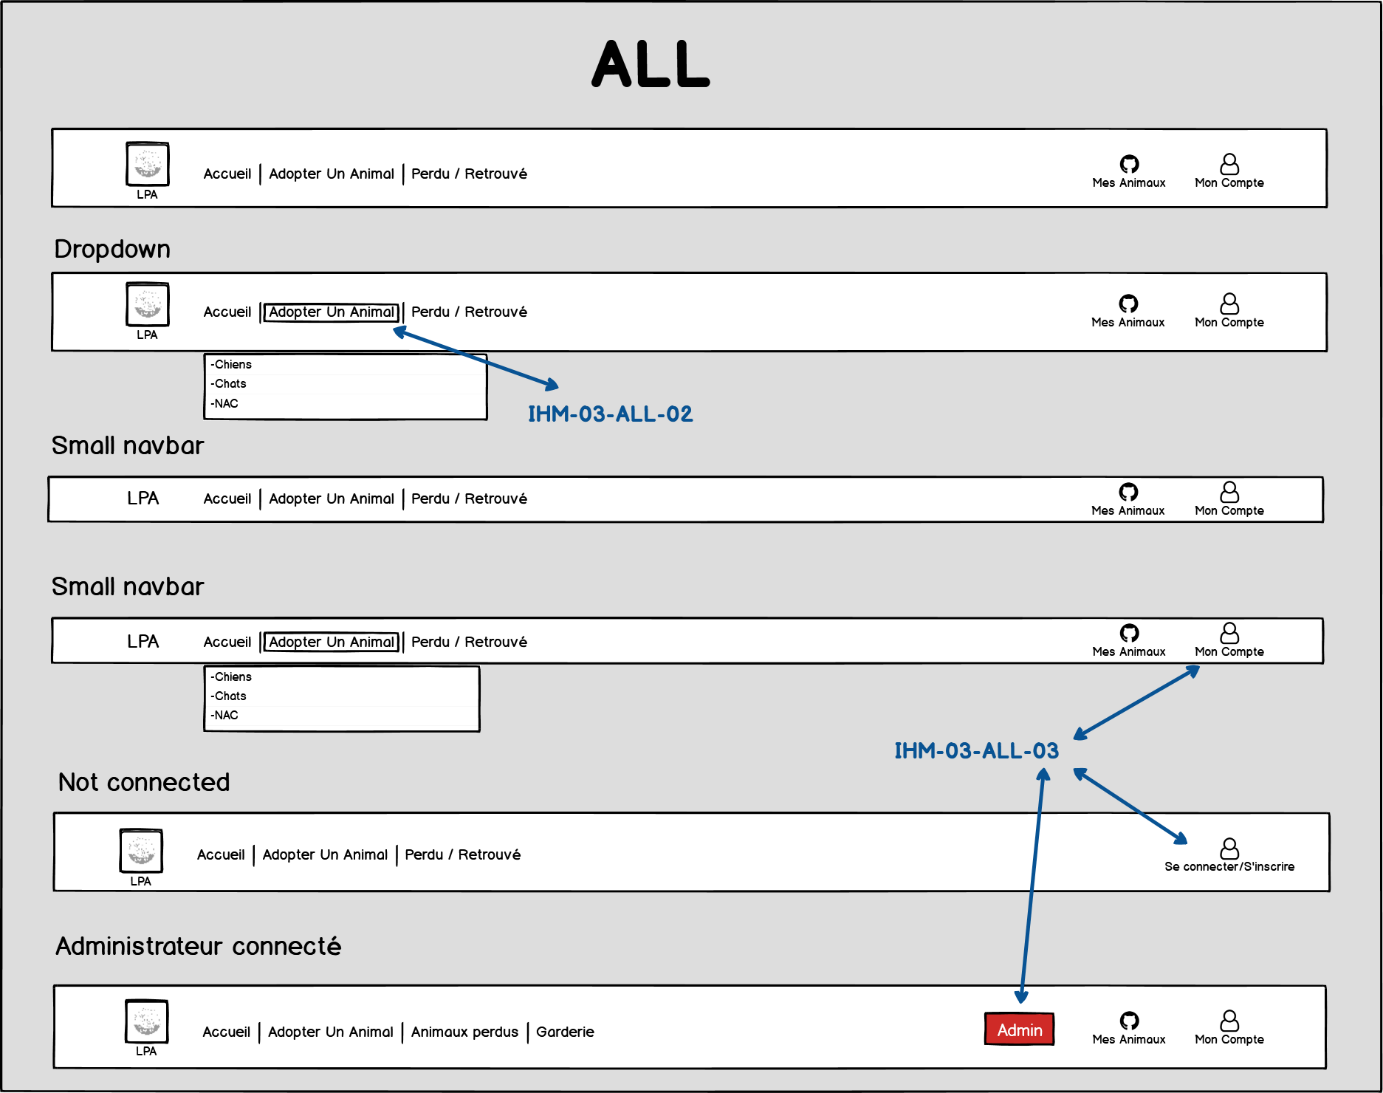 ALL
LPA
Accueil | Adopter Un Animal | Perdu / Retrouvé
Mes Animaux
Mon Compte
Dropdown
LPA
Accueil | Adopter Un Animal | Perdu / Retrouvé
Mes Animaux
Mon Compte
-Chiens
-Chats
-NAC
IHM-03-ALL-02
Small navbar
LPA
Accueil | Adopter Un Animal | Perdu / Retrouvé
Mes Animaux
Mon Compte
Small navbar
LPA
Accueil | Adopter Un Animal | Perdu / Retrouvé
Mes Animaux
Mon Compte
-Chiens
-Chats
-NAC
IHM-03-ALL-03
Not connected
LPA
Accueil | Adopter Un Animal | Perdu / Retrouvé
Se connecter/S'inscrire
Administrateur connecté
LPA
Accueil | Adopter Un Animal | Animaux perdus | Garderie
Admin
Mes Animaux
Mon Compte